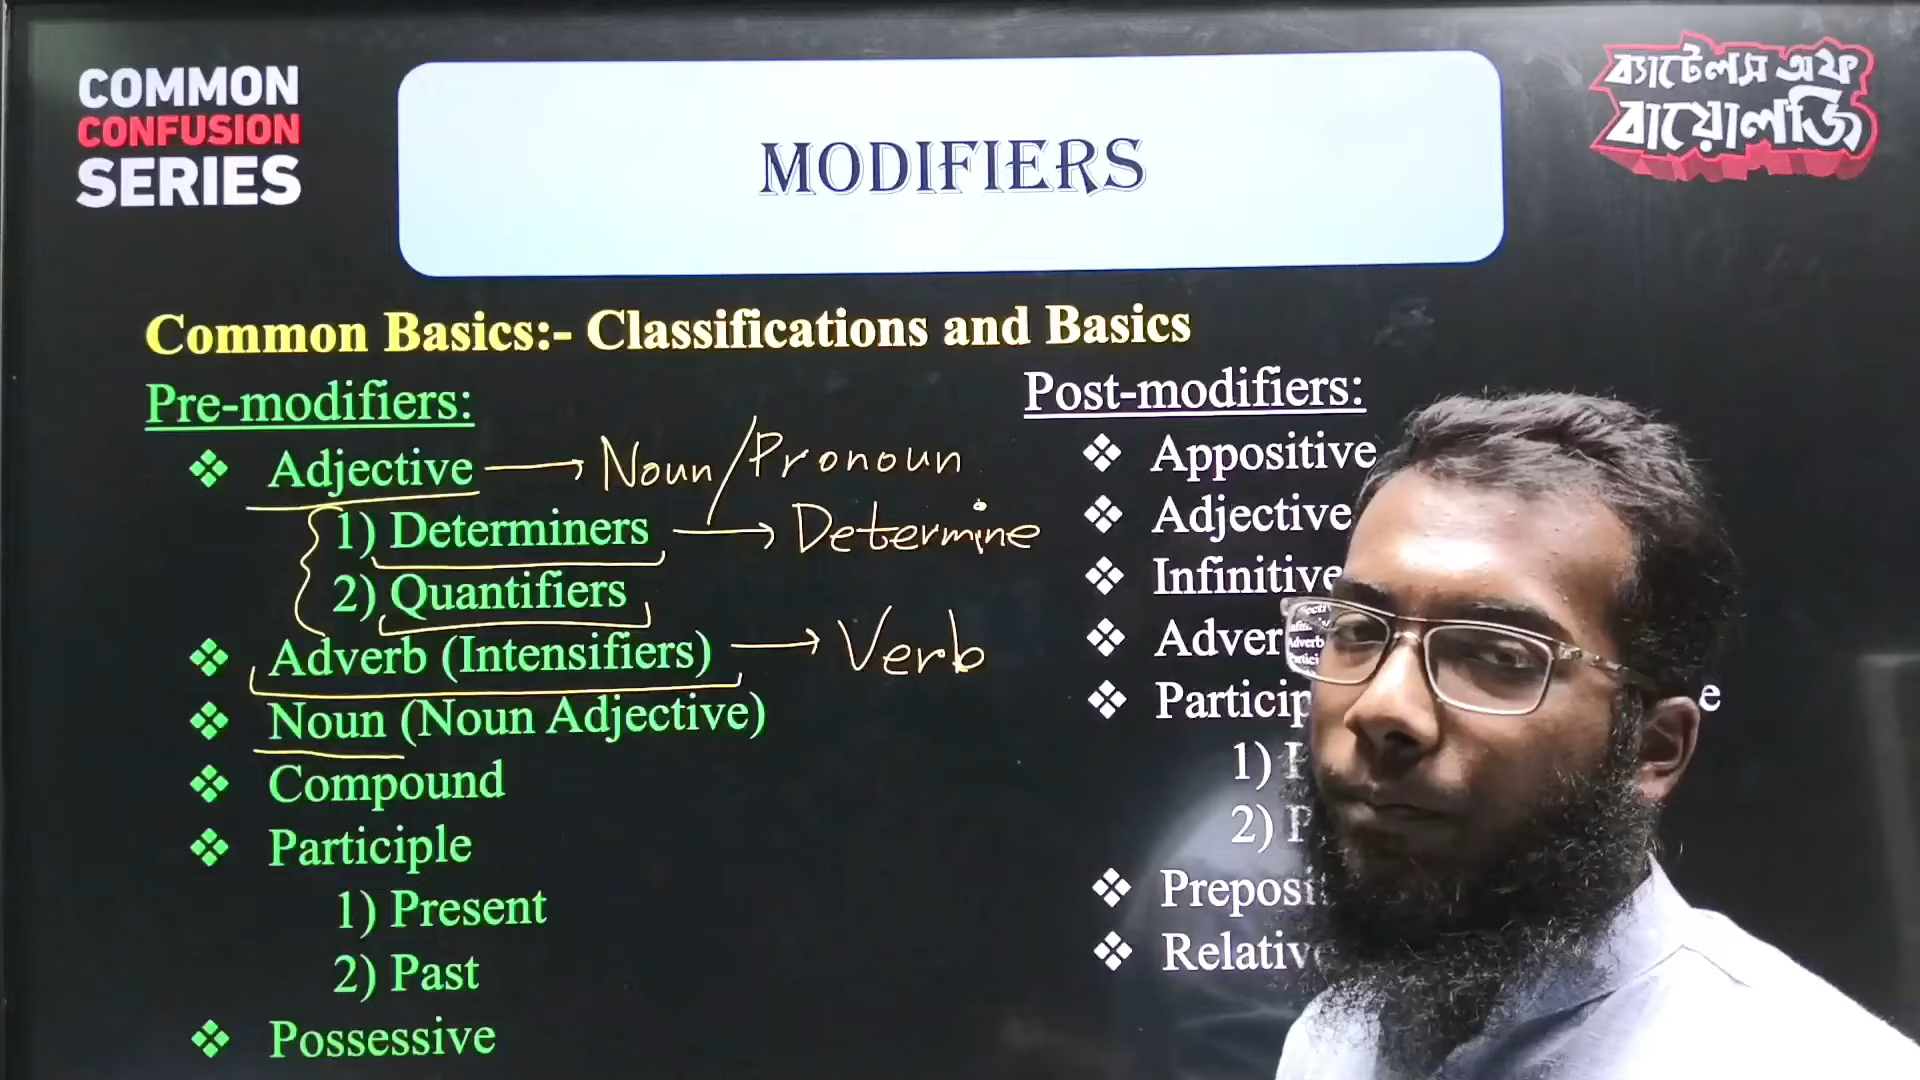 COMMON
CONFUSION
SERIES
MODIFIERS
ব্যাটেলস অফ
বায়োলজি
Common Basics:- Classifications and Basics
Pre-modifiers:
❖ Adjective → Noun/Pronoun
1) Determiners → Determine
2) Quantifiers
❖ Adverb (Intensifiers) → Verb
❖ Noun (Noun Adjective)
❖ Compound
❖ Participle
1) Present
2) Past
❖ Possessive
Post-modifiers:
❖ Appositive
❖ Adjective
❖ Infinitive
❖
❖
1)
2)
❖
❖